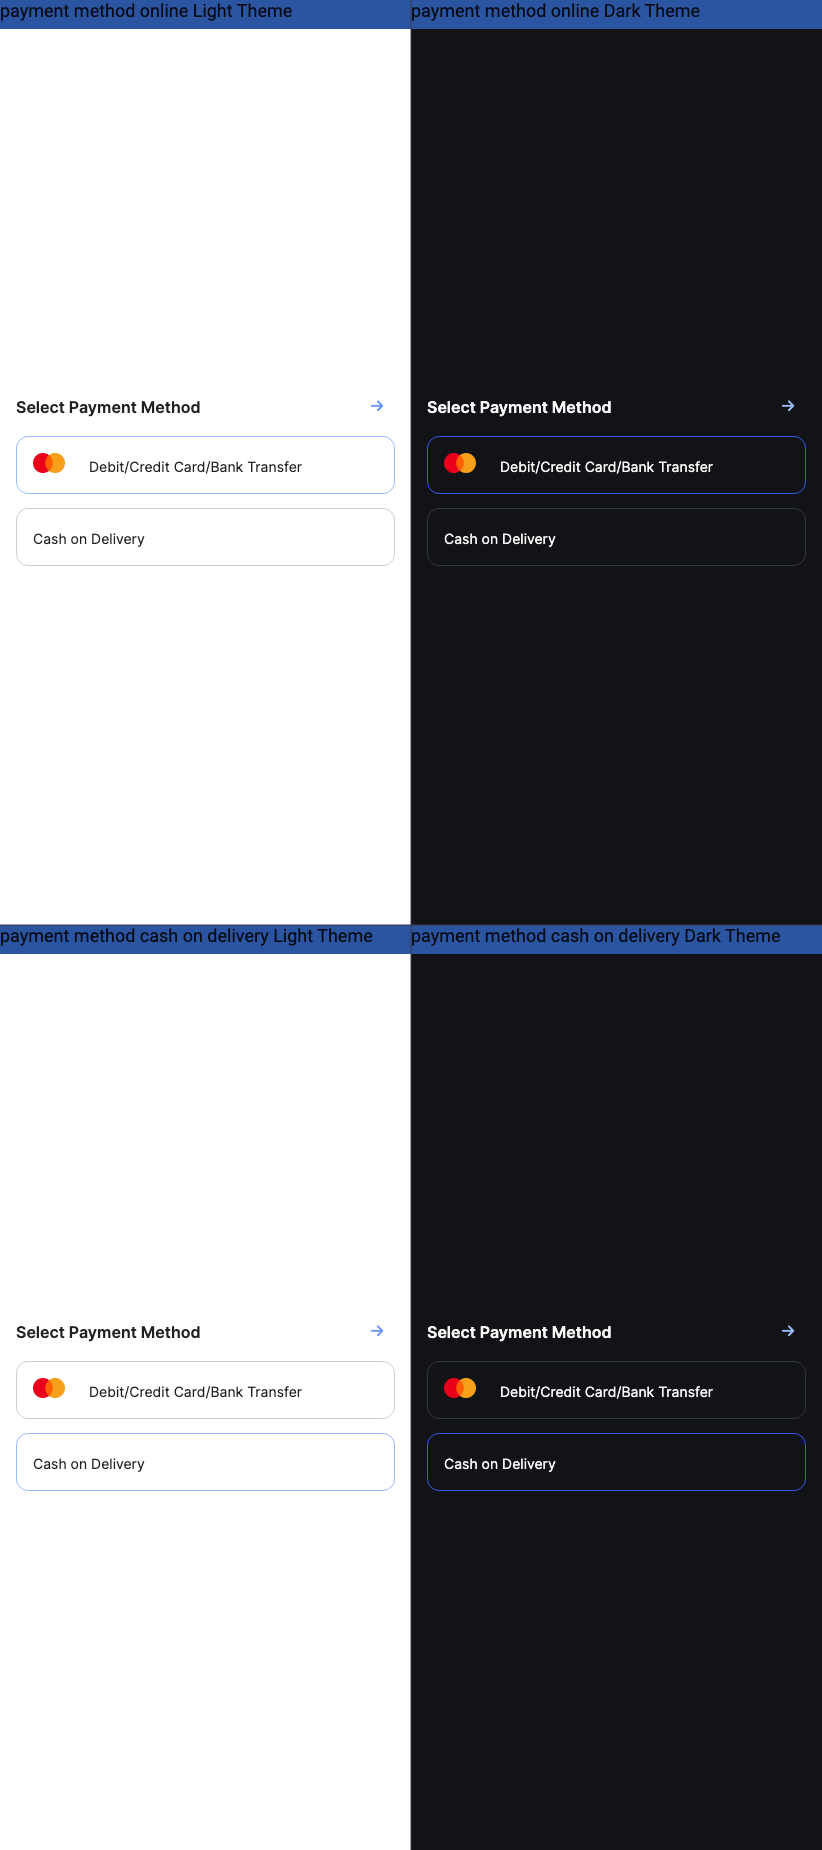 payment method online Light Theme
payment method online Dark Theme
Select Payment Method
Debit/Credit Card/Bank Transfer
Cash on Delivery
Select Payment Method
Debit/Credit Card/Bank Transfer
Cash on Delivery
payment method cash on delivery Light Theme
payment method cash on delivery Dark Theme
Select Payment Method
Debit/Credit Card/Bank Transfer
Cash on Delivery
Select Payment Method
Debit/Credit Card/Bank Transfer
Cash on Delivery